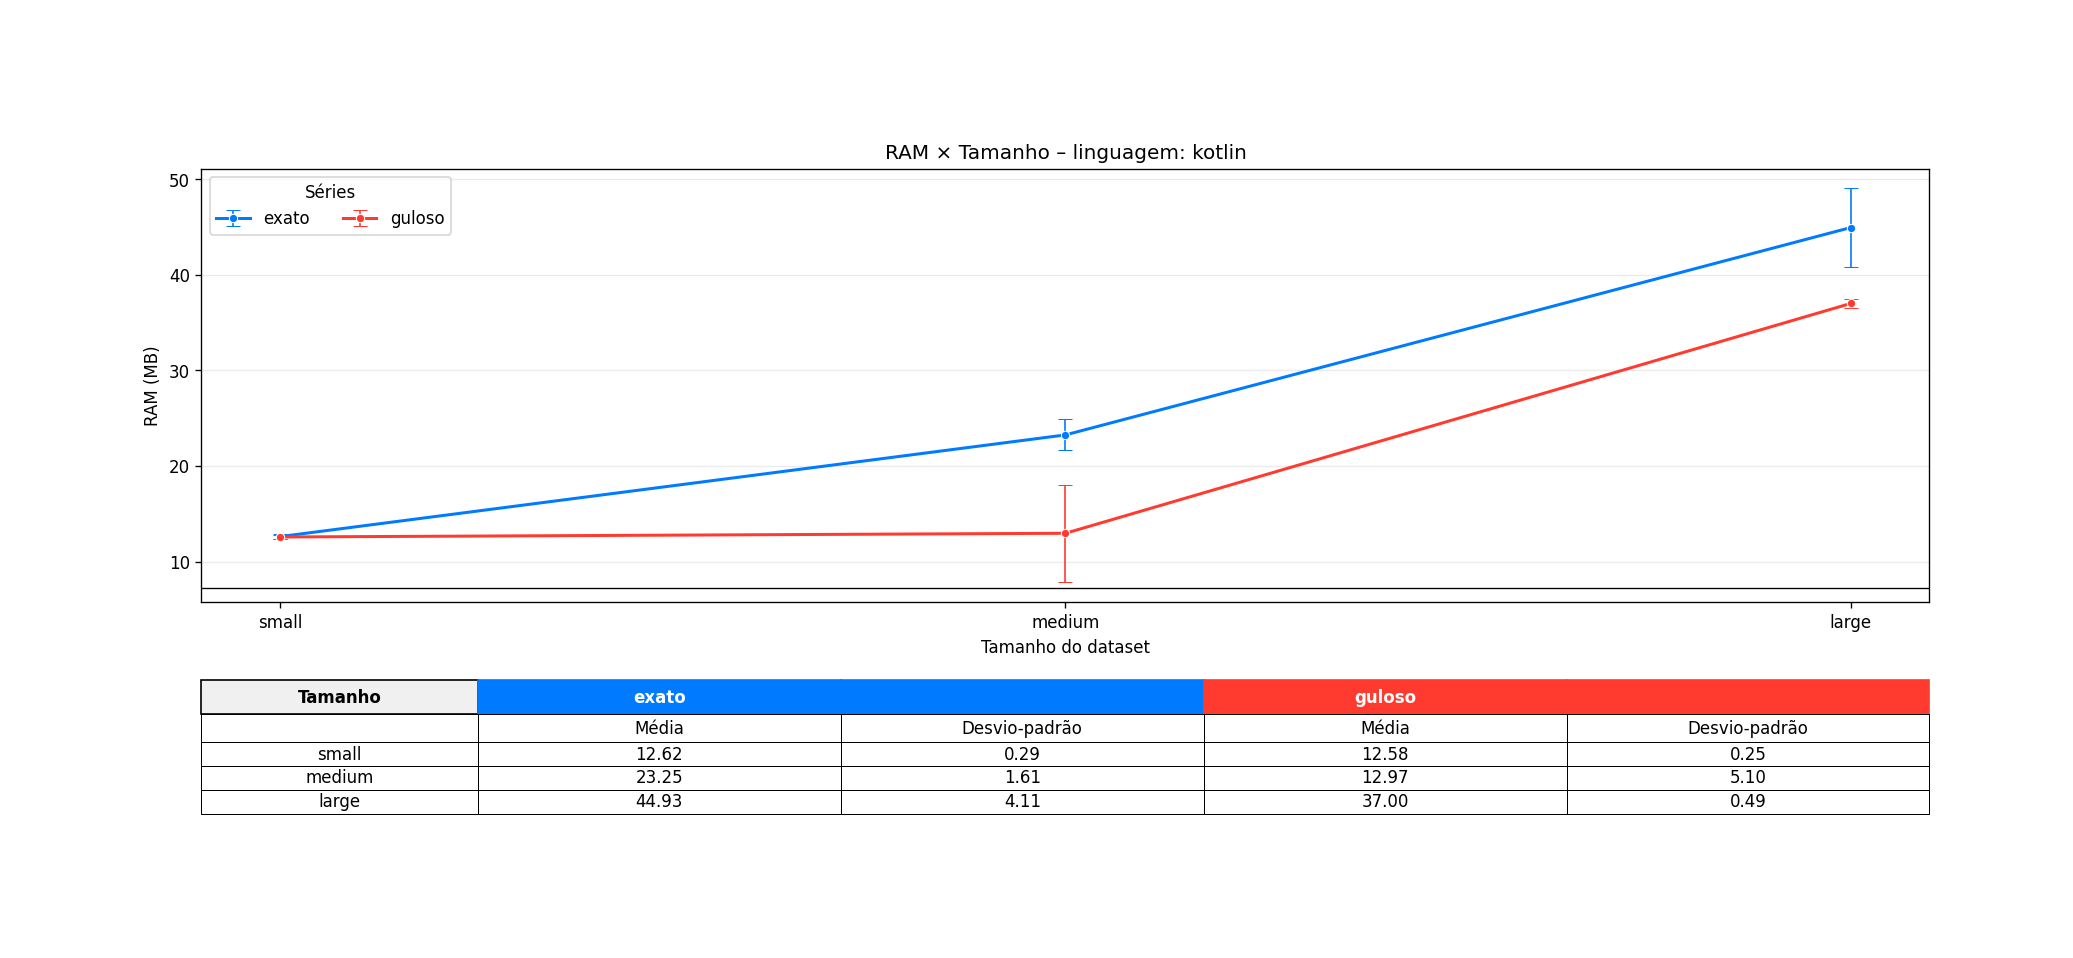 RAM × Tamanho – linguagem: kotlin
Séries
exato guloso
50
40
30
20
10
RAM (MB)
small medium large
Tamanho do dataset
Tamanho exato guloso
Média Desvio-padrão Média Desvio-padrão
small 12.62 0.29 12.58 0.25
medium 23.25 1.61 12.97 5.10
large 44.93 4.11 37.00 0.49